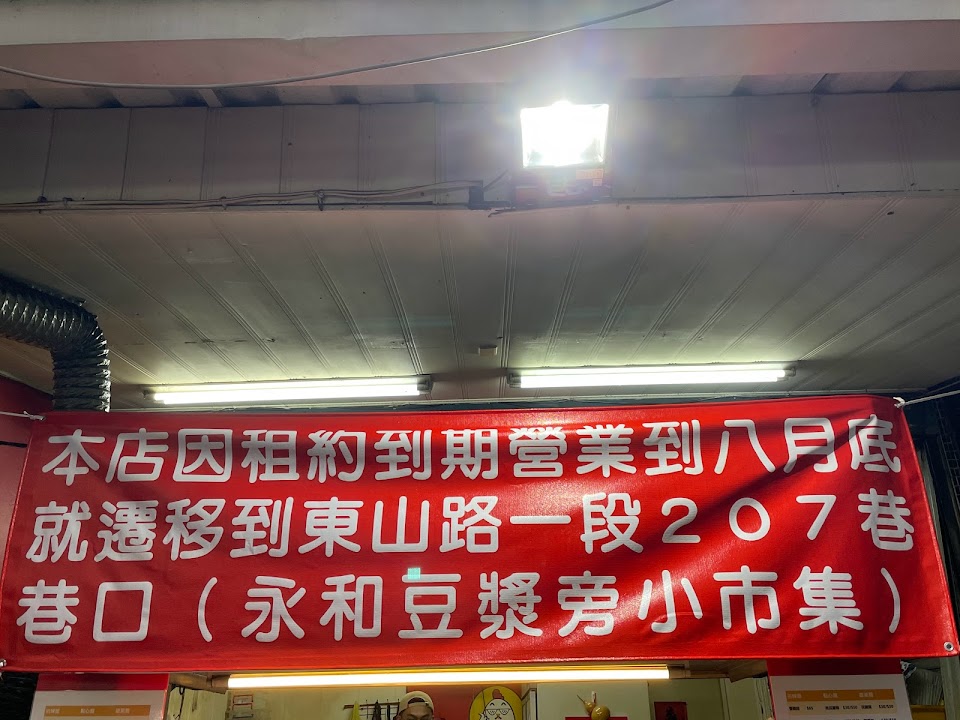 本店因租約到期營業到八月底
就遷移到東山路一段207巷
巷口（永和豆漿旁小市集）